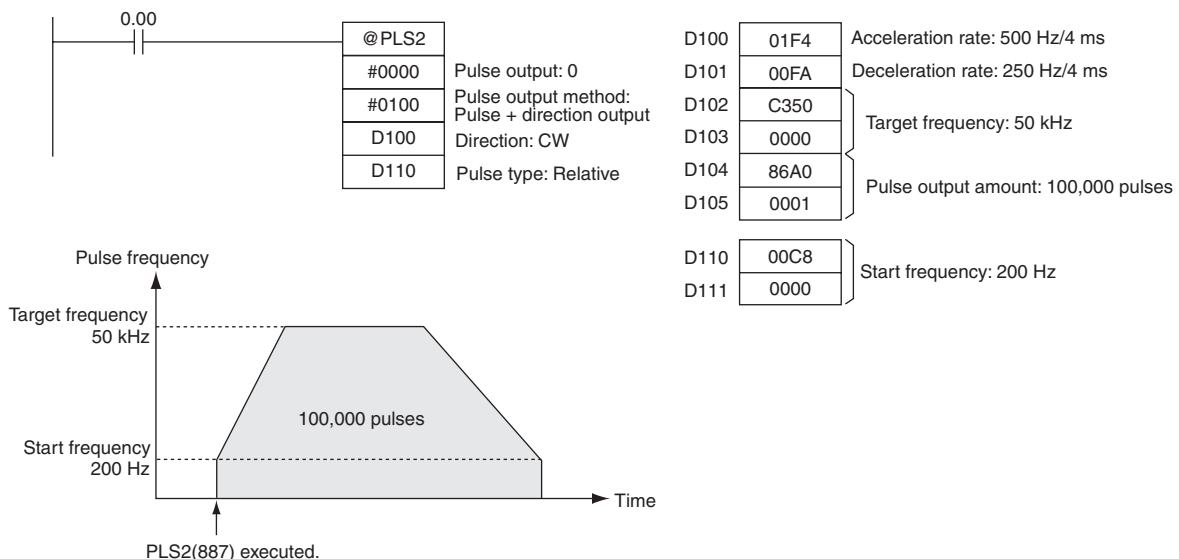 0.00
@PLS2
#0000 Pulse output: 0
#0100 Pulse output method:
Pulse + direction output
D100 Direction: CW
D110 Pulse type: Relative
D100 01F4 Acceleration rate: 500 Hz/4 ms
D101 00FA Deceleration rate: 250 Hz/4 ms
D102 C350
Target frequency: 50 kHz
D103 0000
D104 86A0
Pulse output amount: 100,000 pulses
D105 0001
D110 00C8
Start frequency: 200 Hz
D111 0000
Pulse frequency
Target frequency
50 kHz
100,000 pulses
Start frequency
200 Hz
Time
PLS2(887) executed.